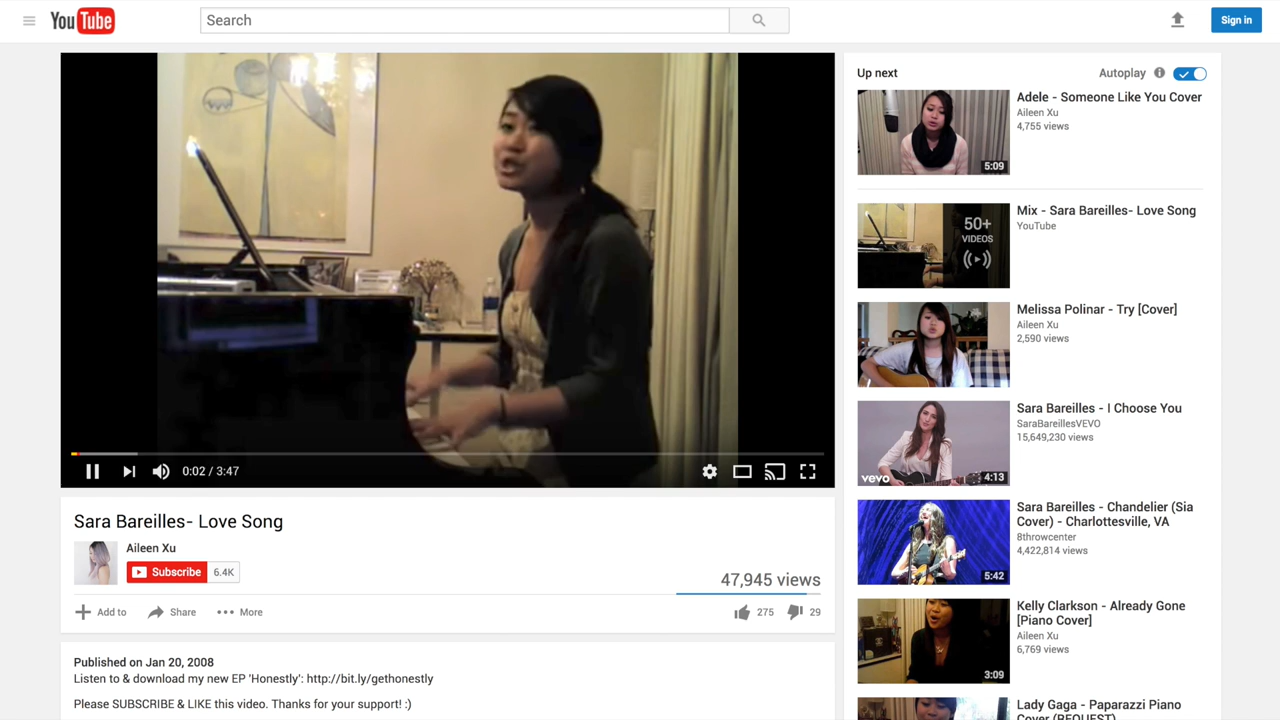 YouTube
Search
Sign in
0:02 / 3:47
Sara Bareilles- Love Song
Aileen Xu
Subscribe 6.4K
47,945 views
Add to Share More
275 29
Published on Jan 20, 2008
Listen to & download my new EP 'Honestly': http://bit.ly/gethonestly
Please SUBSCRIBE & LIKE this video. Thanks for your support! :)
Up next
Autoplay
Adele - Someone Like You Cover
Aileen Xu
4,755 views
5:09
Mix - Sara Bareilles- Love Song
YouTube
50+
VIDEOS
Melissa Polinar - Try [Cover]
Aileen Xu
2,590 views
Sara Bareilles - I Choose You
SaraBareillesVEVO
15,649,230 views
vevo
4:13
Sara Bareilles - Chandelier (Sia
Cover) - Charlottesville, VA
8throwcenter
4,422,814 views
5:42
Kelly Clarkson - Already Gone
[Piano Cover]
Aileen Xu
6,769 views
3:09
Lady Gaga - Paparazzi Piano
Cover (REQUEST)